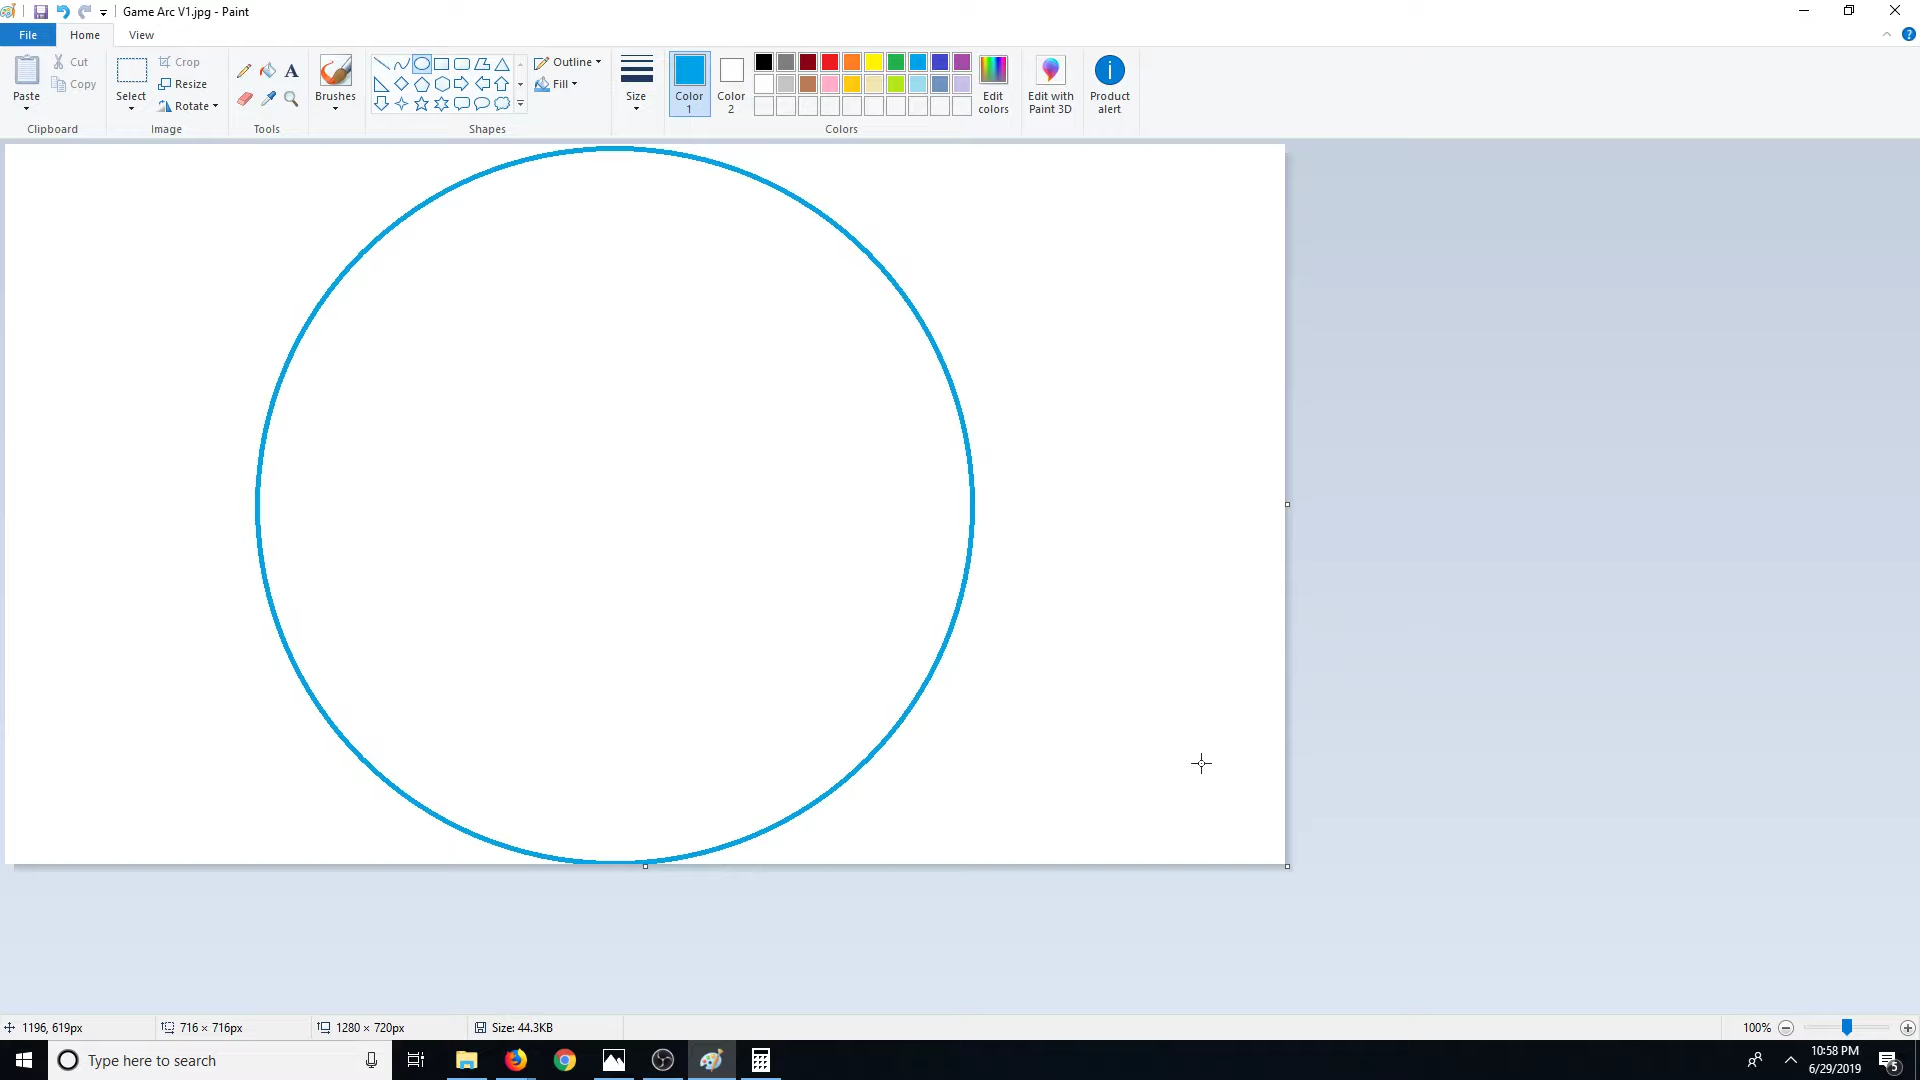 Game Arc V1.jpg - Paint
File Home View
Paste Cut Copy
Clipboard
Select Crop Resize Rotate
Image
A
Tools
Brushes
Outline Fill
Shapes
Size
Color 1
Color 2
Edit colors
Colors
Edit with Paint 3D
Product alert
1196, 619px 716 × 716px 1280 × 720px Size: 44.3KB 100%
Type here to search
10:58 PM
6/29/2019
5